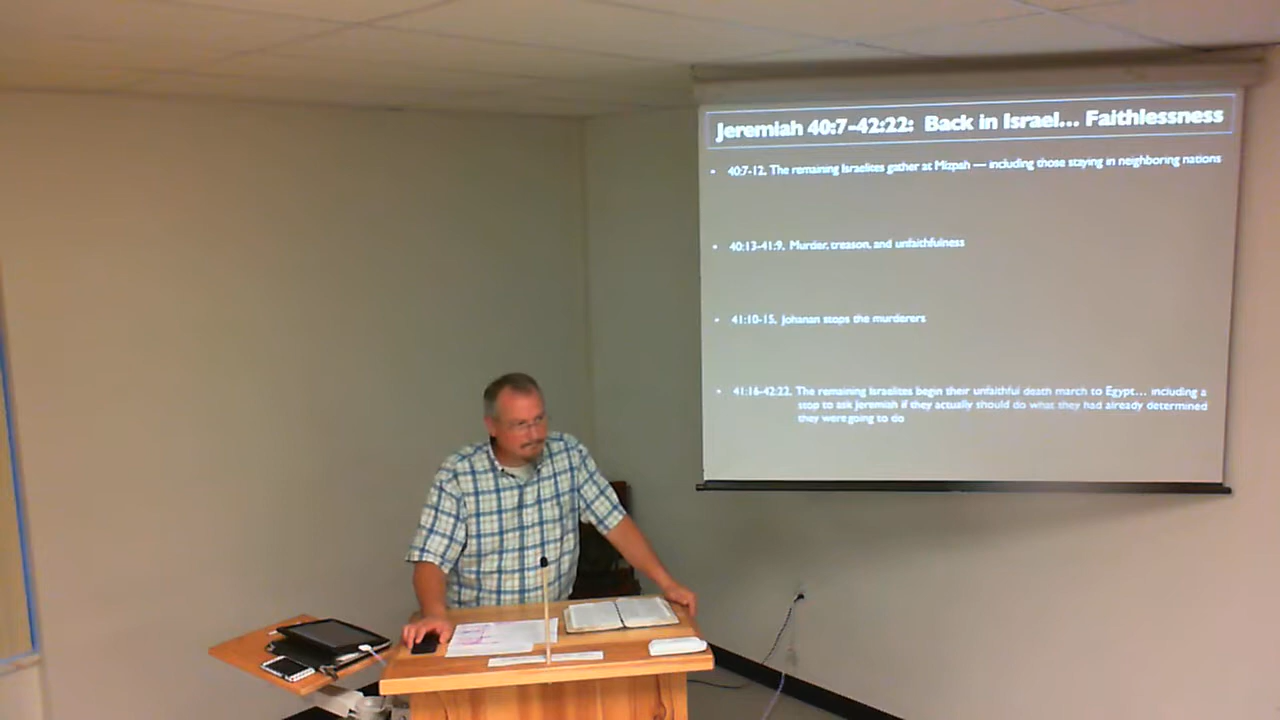 Jeremiah 40:7-42:22: Back in Israel... Faithlessness
• 40:7-12. The remaining Israelites gather at Mizpah — including those staying in neighboring nations
• 40:13-41:9. Murder, treason, and unfaithfulness
• 41:10-15. Johanan stops the murderers
• 41:16-42:22. The remaining Israelites begin their unfaithful death march to Egypt... including a
stop to ask Jeremiah if they actually should do what they had already determined
they were going to do